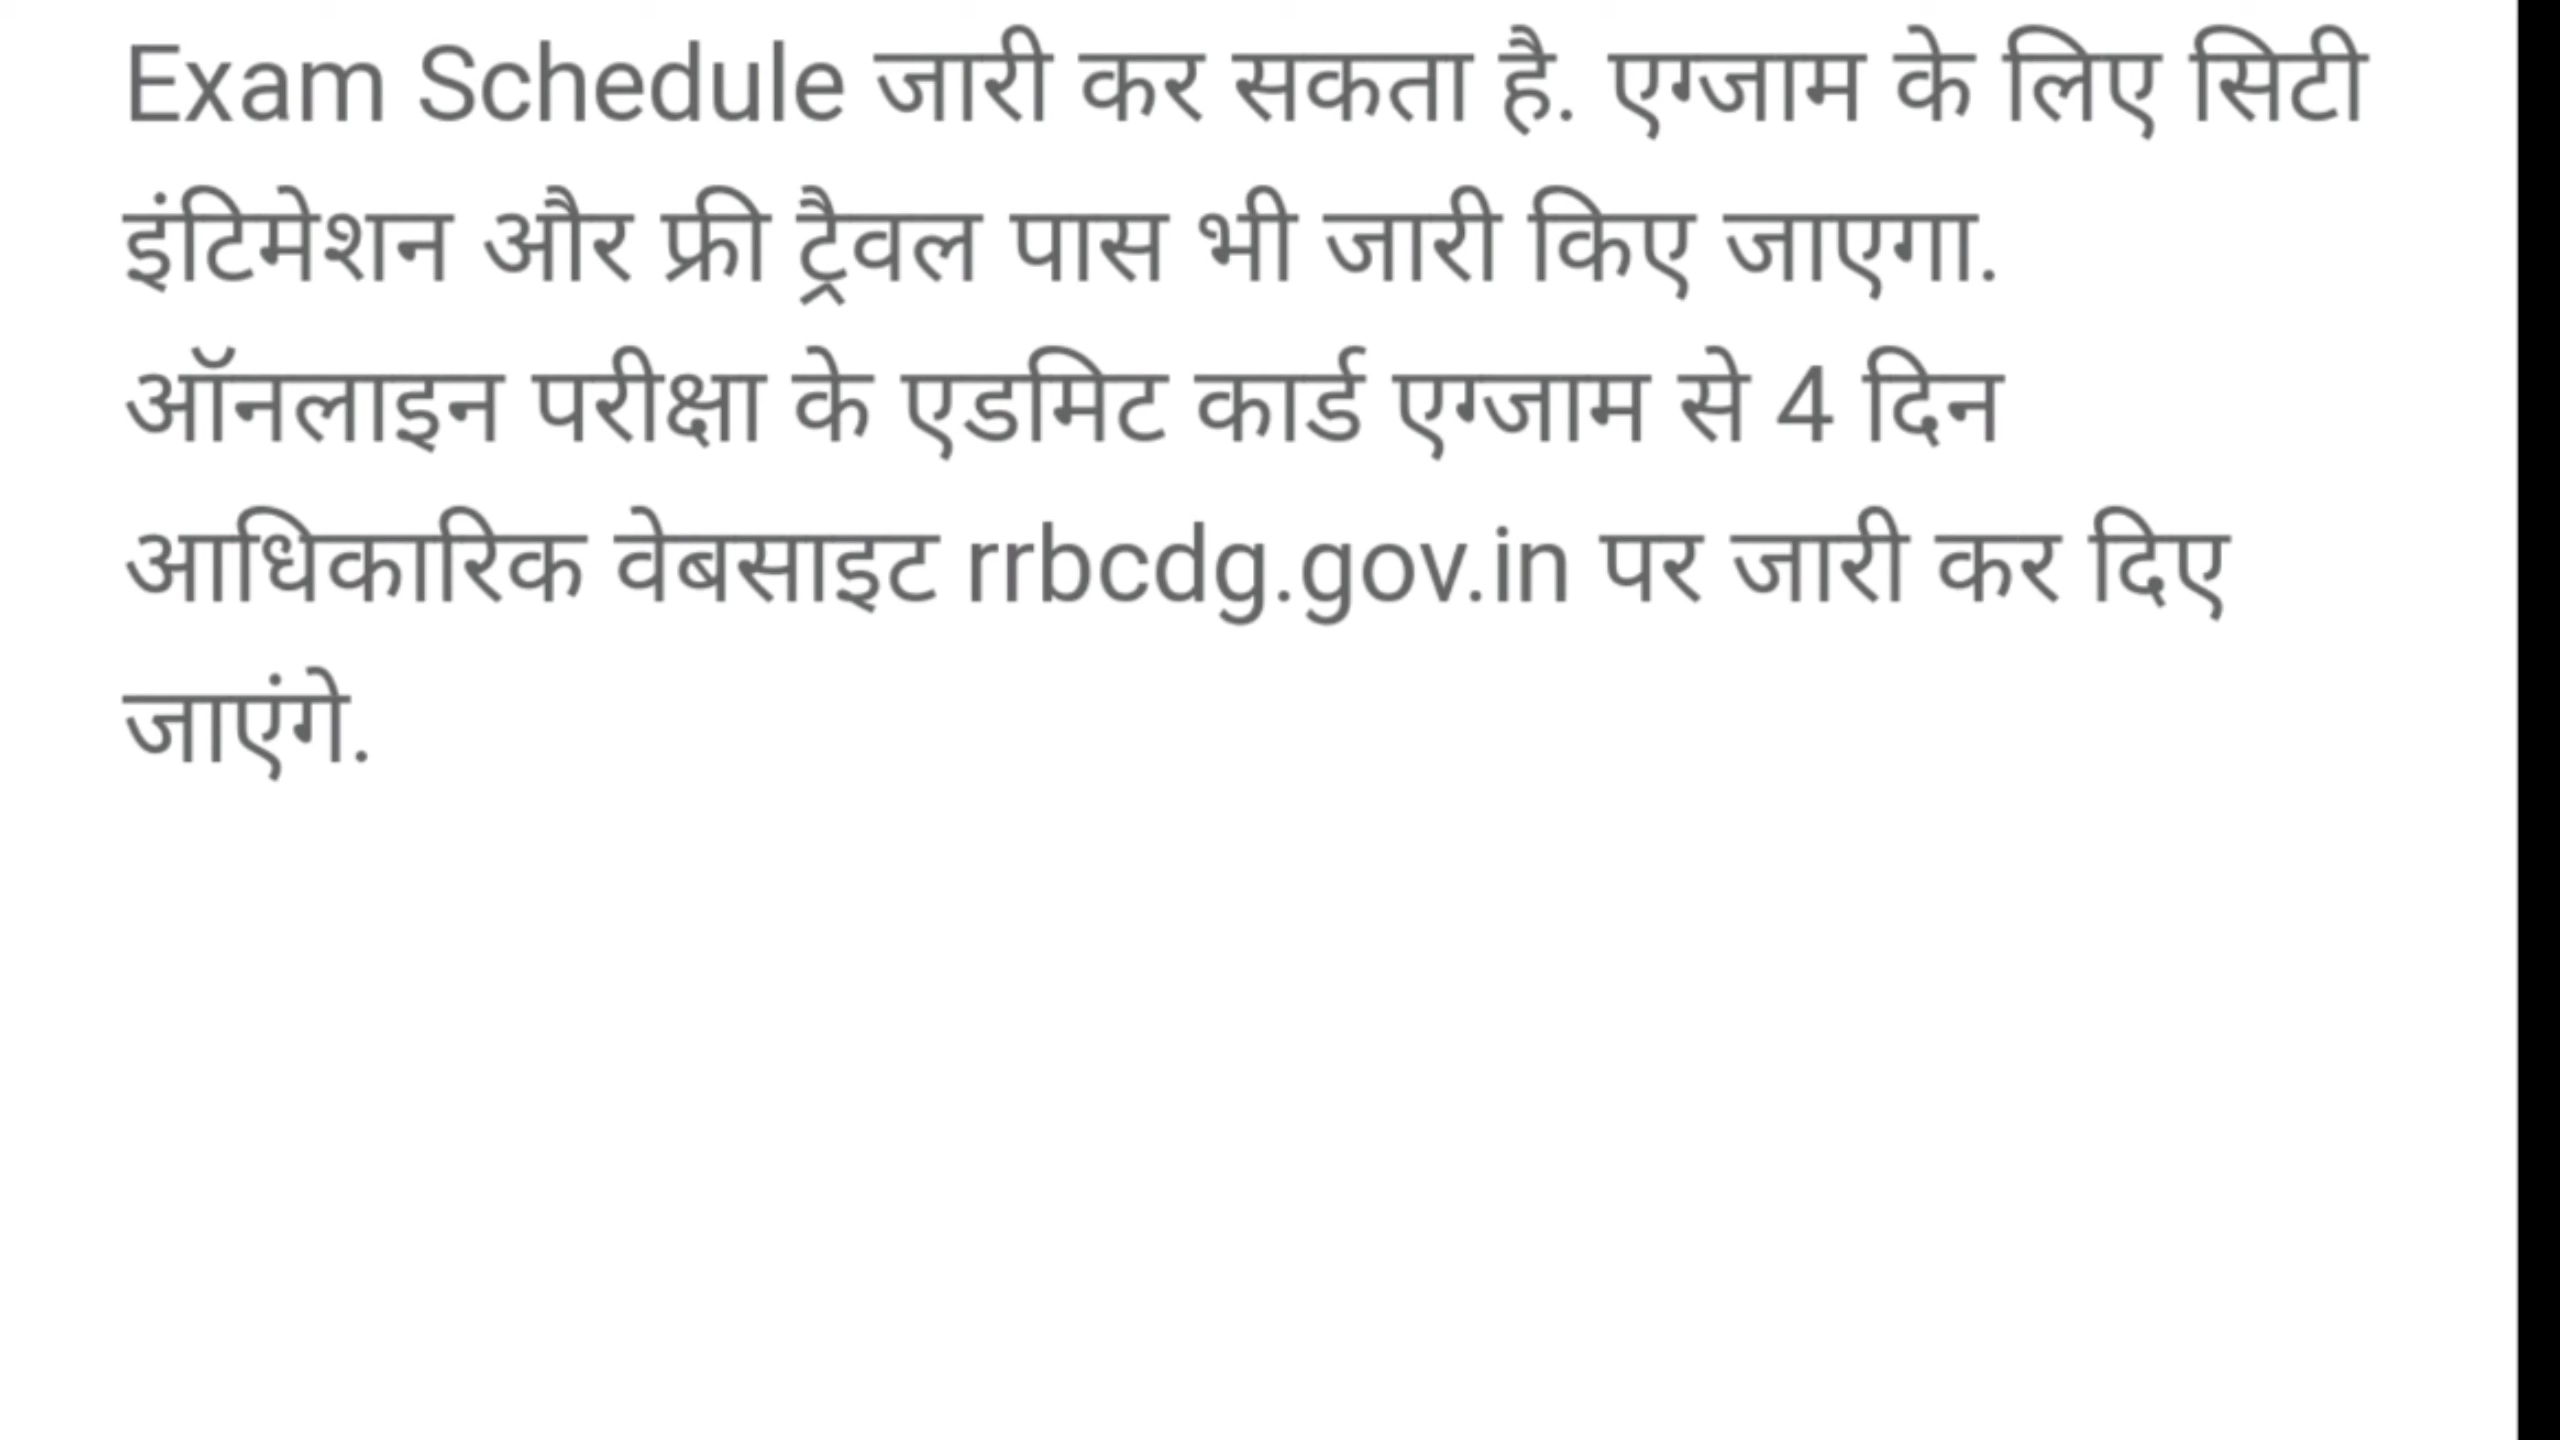 Exam Schedule जारी कर सकता है. एग्जाम के लिए सिटी
इंटिमेशन और फ्री ट्रैवल पास भी जारी किए जाएगा.
ऑनलाइन परीक्षा के एडमिट कार्ड एग्जाम से 4 दिन
आधिकारिक वेबसाइट rrbcdg.gov.in पर जारी कर दिए
जाएंगे.